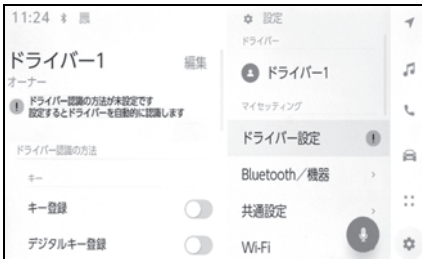 11:24
ドライバー1
編集
オーナー
ドライバー認識の方法が未設定です
設定するとドライバーを自動的に認識します
ドライバー認識の方法
キー
キー登録
デジタルキー登録
設定
ドライバー
ドライバー1
マイセッティング
ドライバー設定
Bluetooth/機器
共通設定
Wi-Fi